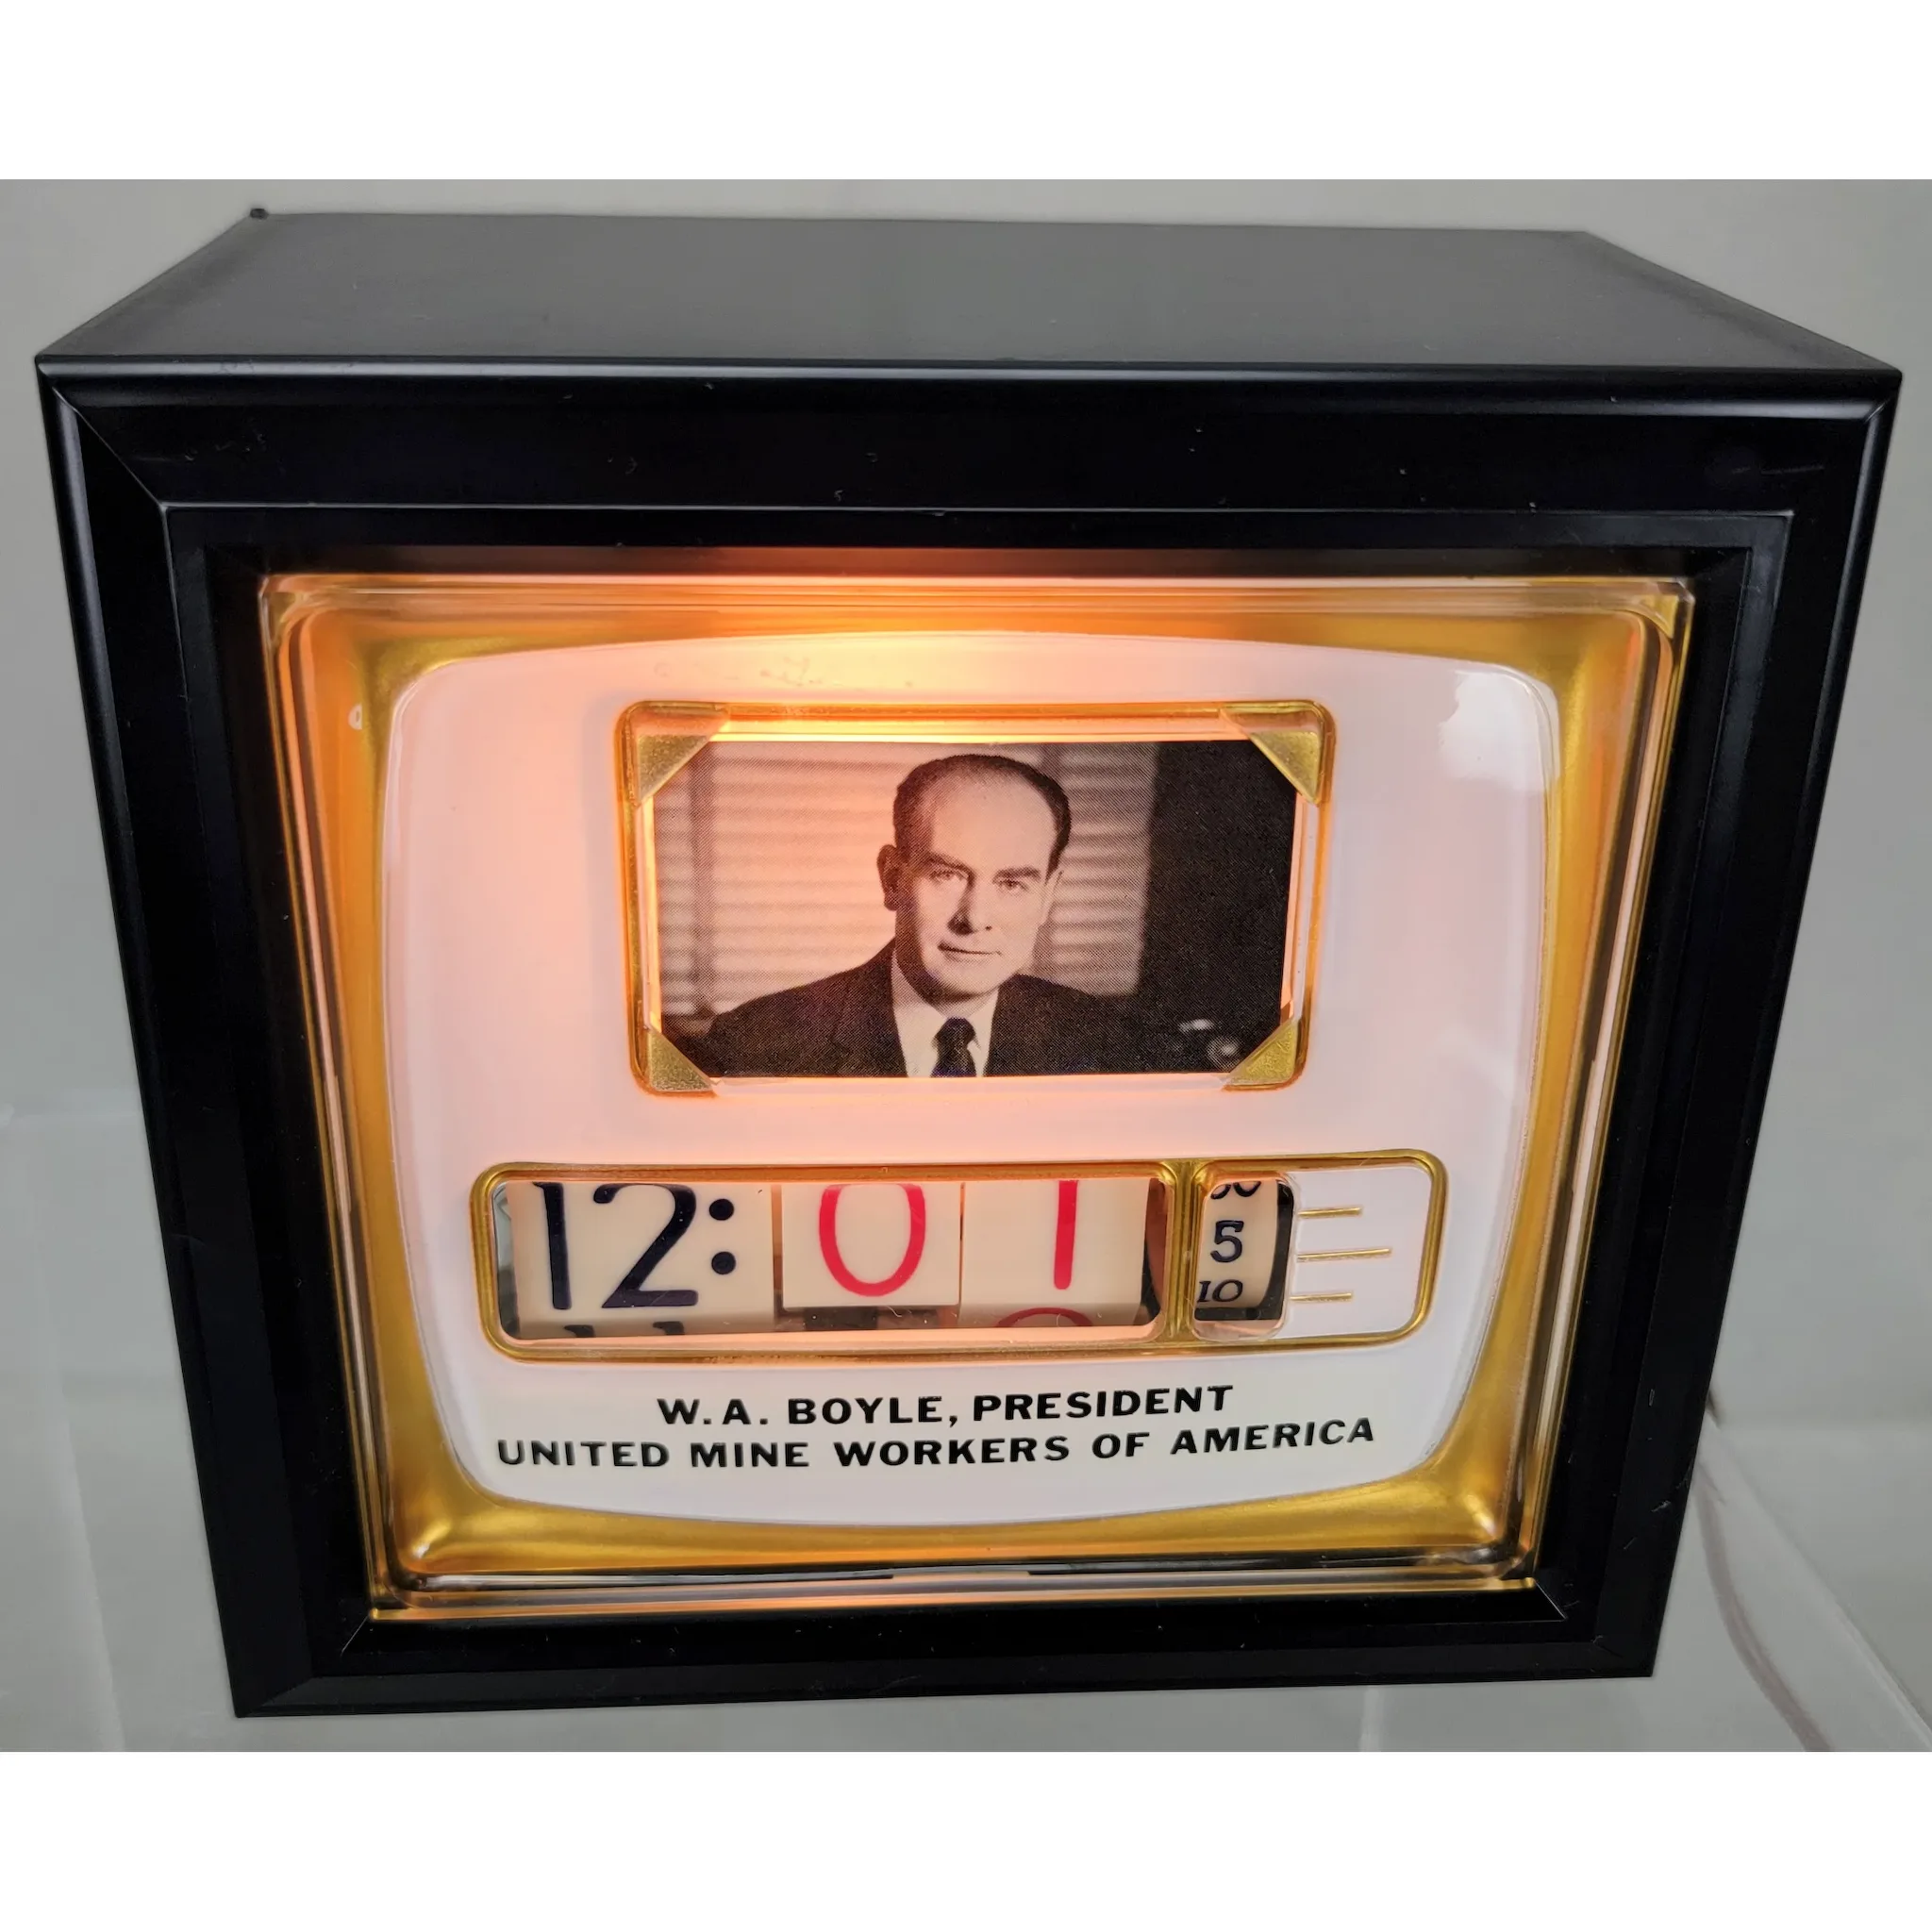 12: 01
5
10
W. A. BOYLE, PRESIDENT
UNITED MINE WORKERS OF AMERICA